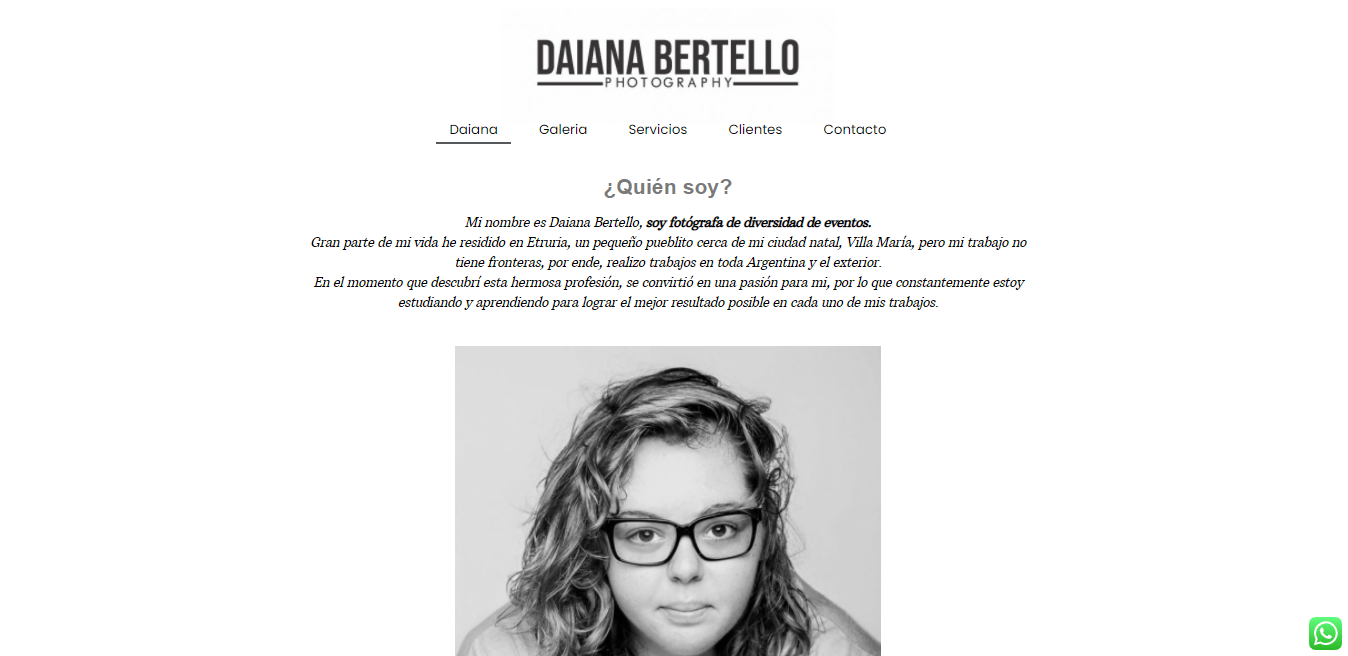 DAIANA BERTELLO
PHOTOGRAPHY
Daiana Galeria Servicios Clientes Contacto
¿Quién soy?
Mi nombre es Daiana Bertello, soy fotógrafa de diversidad de eventos.
Gran parte de mi vida he residido en Etruria, un pequeño pueblito cerca de mi ciudad natal, Villa María, pero mi trabajo no
tiene fronteras, por ende, realizo trabajos en toda Argentina y el exterior.
En el momento que descubrí esta hermosa profesión, se convirtió en una pasión para mi, por lo que constantemente estoy
estudiando y aprendiendo para lograr el mejor resultado posible en cada uno de mis trabajos.